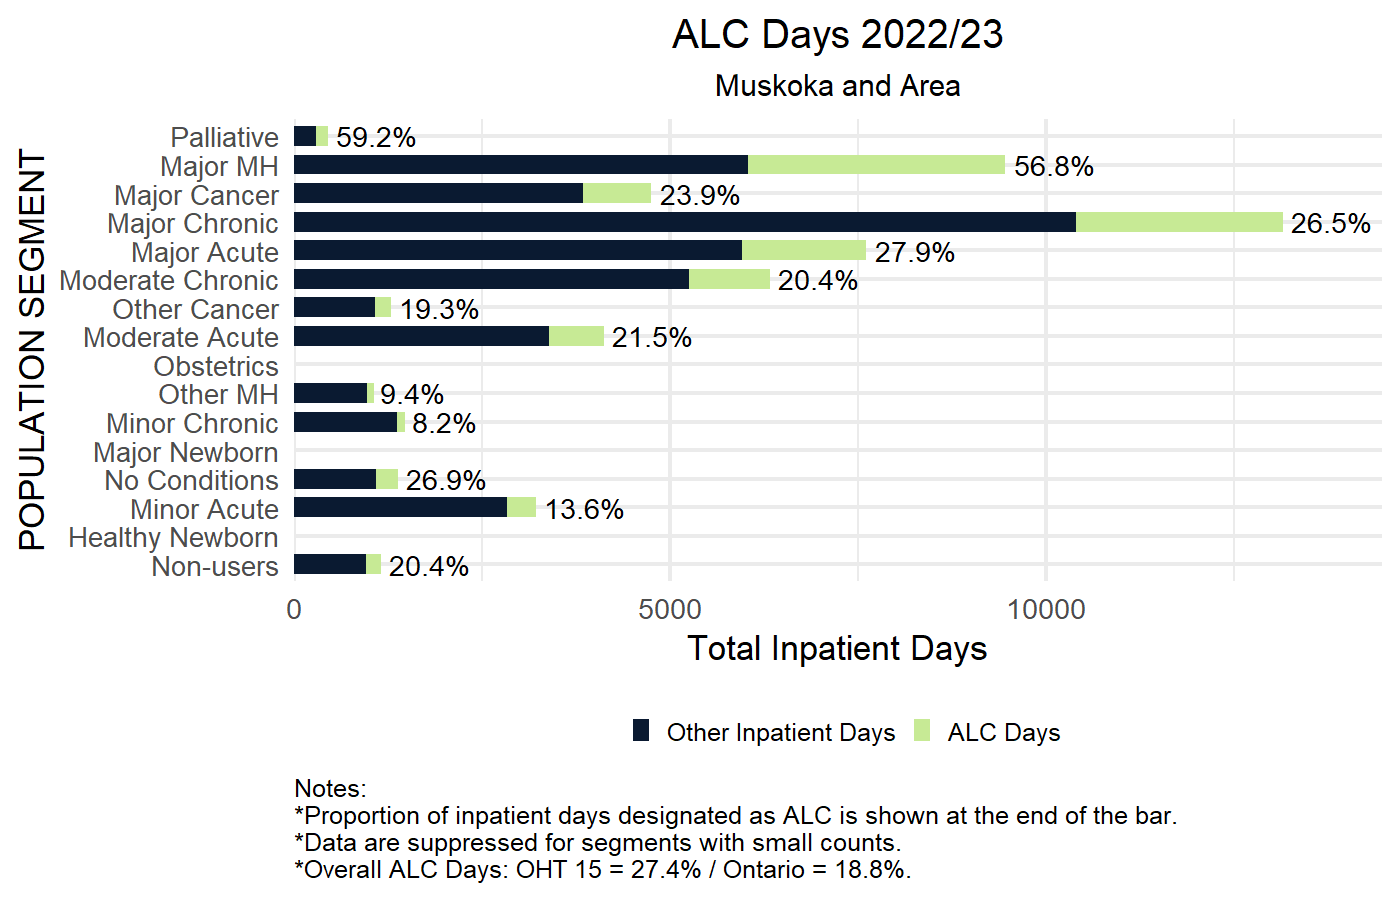 ALC Days 2022/23
Muskoka and Area
POPULATION SEGMENT
Palliative 59.2%
Major MH 56.8%
Major Cancer 23.9%
Major Chronic 26.5%
Major Acute 27.9%
Moderate Chronic 20.4%
Other Cancer 19.3%
Moderate Acute 21.5%
Obstetrics
Other MH 9.4%
Minor Chronic 8.2%
Major Newborn
No Conditions 26.9%
Minor Acute 13.6%
Healthy Newborn
Non-users 20.4%
0 5000 10000
Total Inpatient Days
Other Inpatient Days ALC Days
Notes:
*Proportion of inpatient days designated as ALC is shown at the end of the bar.
*Data are suppressed for segments with small counts.
*Overall ALC Days: OHT 15 = 27.4% / Ontario = 18.8%.